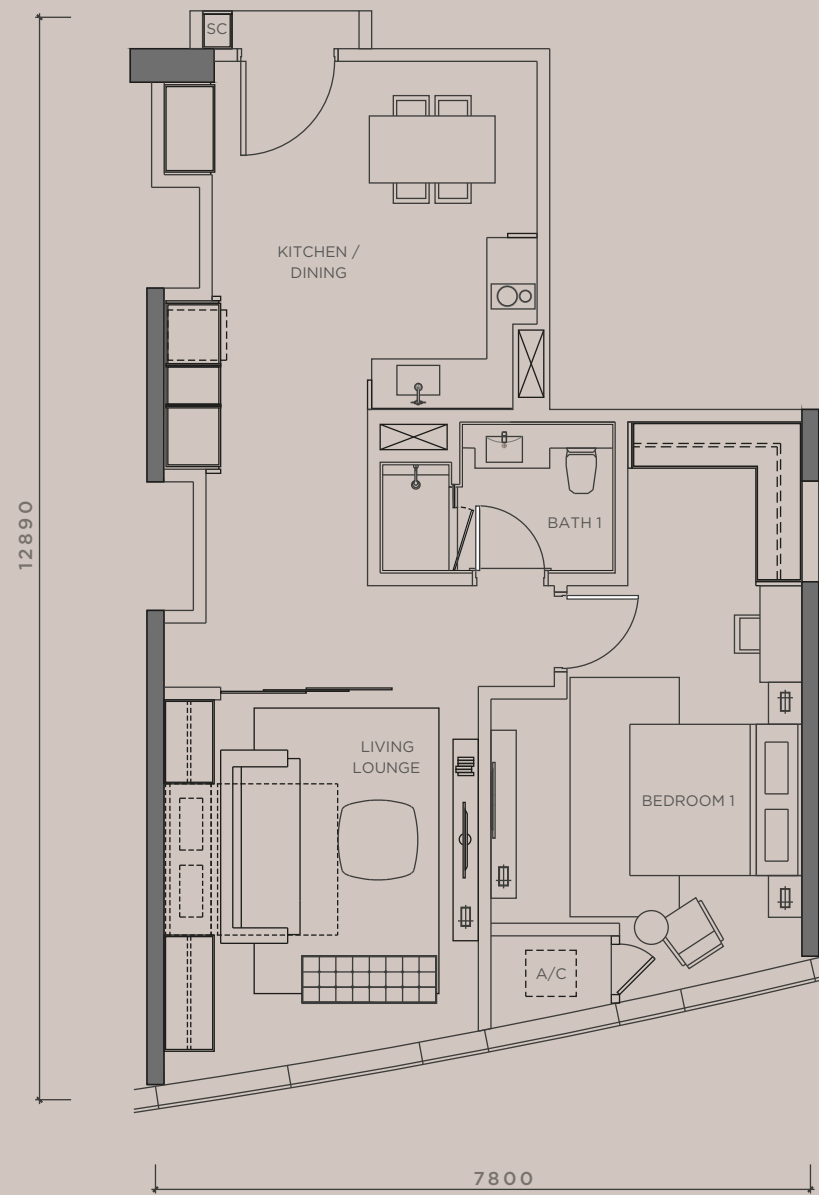 SC
KITCHEN /
DINING
12890
BATH 1
LIVING
LOUNGE
BEDROOM 1
A/C
7800